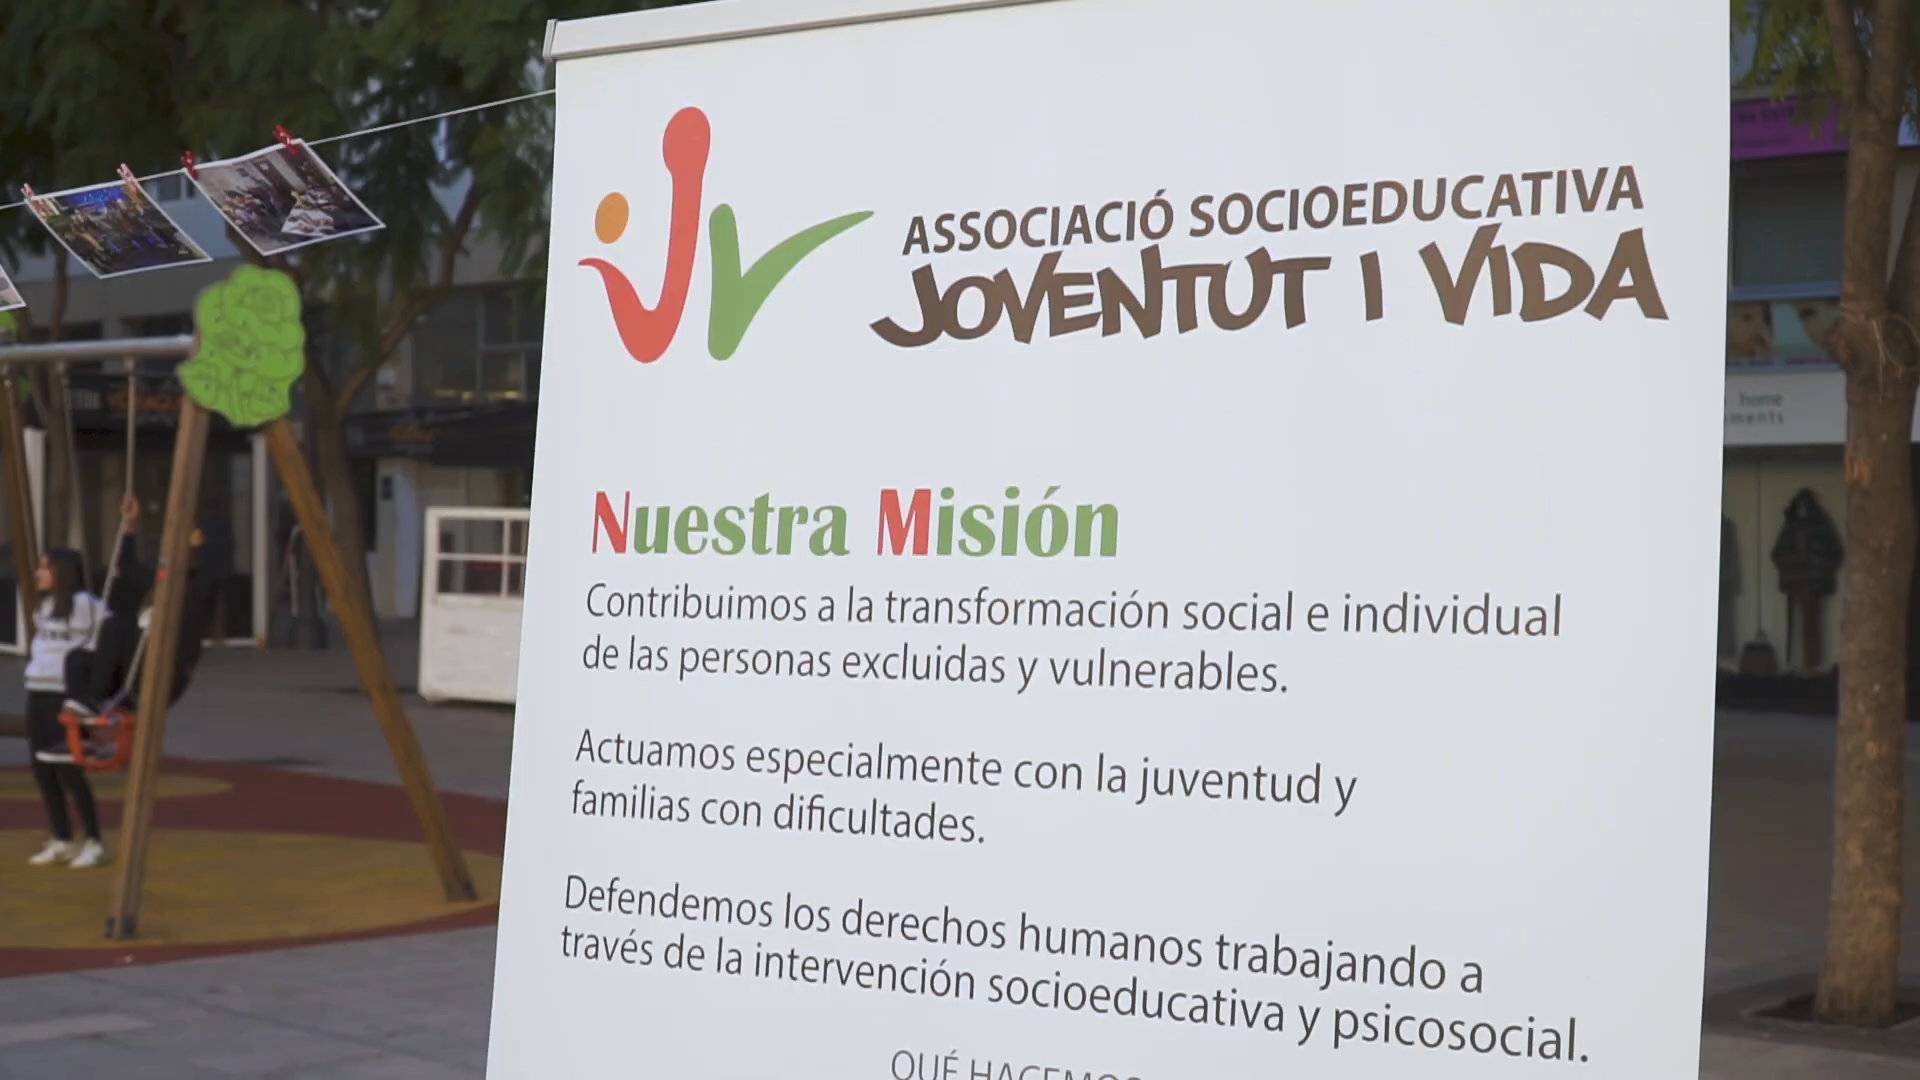 ASSOCIACIÓ SOCIOEDUCATIVA
JOVENTUT I VIDA
Nuestra Misión
Contribuimos a la transformación social e individual
de las personas excluidas y vulnerables.
Actuamos especialmente con la juventud y
familias con dificultades.
Defendemos los derechos humanos trabajando a
través de la intervención socioeducativa y psicosocial.
QUÉ HACEMOS
home